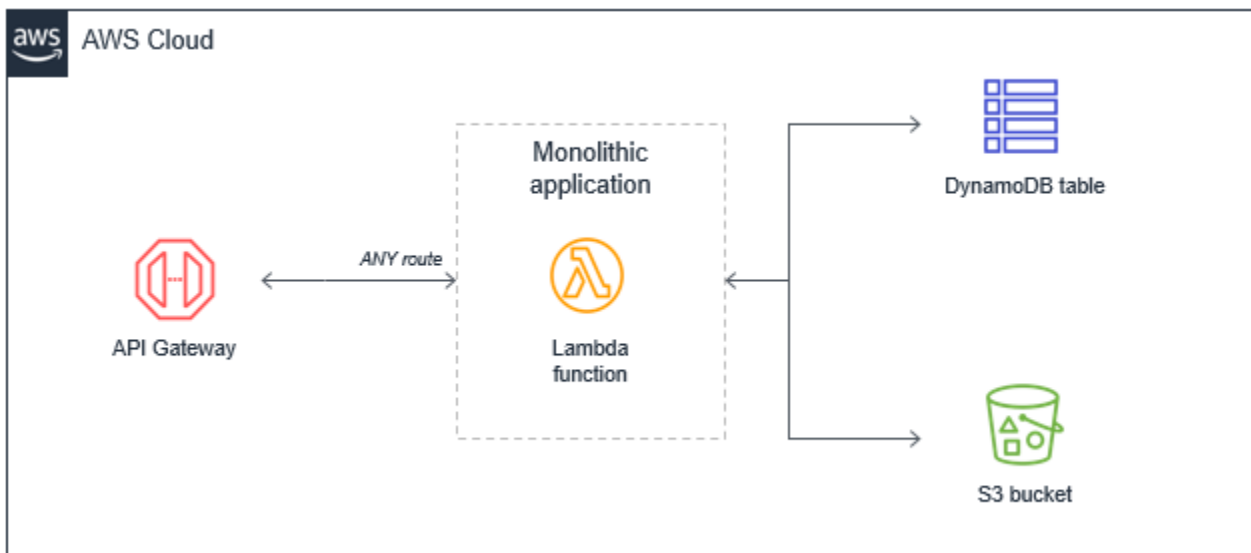 aws
AWS Cloud
Monolithic
application
DynamoDB table
ANY route
API Gateway
Lambda
function
S3 bucket